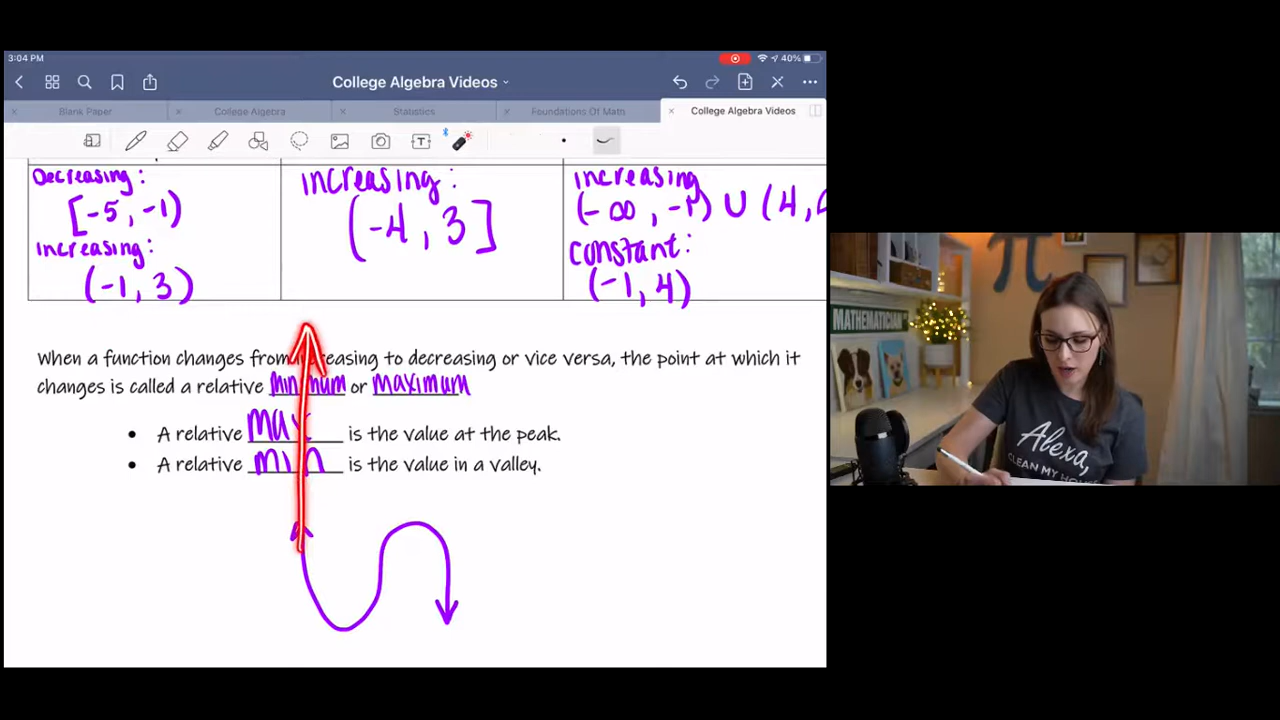 3:04 PM
40%
College Algebra Videos
Blank Paper
College Algebra
Statistics
Foundations Of Math
College Algebra Videos
Decreasing:
[-5, -1)
increasing:
(-1, 3)
increasing:
(-4, 3]
increasing
(-∞, -1) ∪ (4,
constant:
(-1, 4)
When a function changes from increasing to decreasing or vice versa, the point at which it
changes is called a relative minimum or maximum
• A relative max is the value at the peak.
• A relative min is the value in a valley.
MATHEMATICIAN
Alexa,
CLEAN MY HOUSE